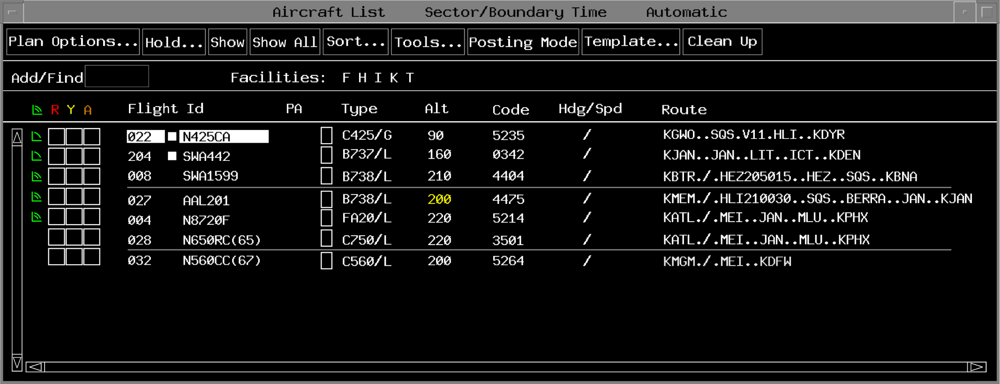 Aircraft List Sector/Boundary Time Automatic
Plan Options... Hold... Show Show All Sort... Tools... Posting Mode Template... Clean Up
Add/Find Facilities: F H I K T
R Y A Flight Id PA Type Alt Code Hdg/Spd Route
022 N425CA C425/G 90 5235 / KGWO..SQS.V11.HLI..KDYR
204 SWA442 B737/L 160 0342 / KJAN..JAN..LIT..ICT..KDEN
008 SWA1599 B738/L 210 4404 / KBTR./.HEZ205015..HEZ..SQS..KBNA
027 AAL201 B738/L 200 4475 / KMEM./.HLI210030..SQS..BERRA..JAN..KJAN
004 N8720F FA20/L 220 5214 / KATL./.MEI..JAN..MLU..KPHX
028 N650RC(65) C750/L 220 3501 / KATL./.MEI..JAN..MLU..KPHX
032 N560CC(67) C560/L 200 5264 / KMGM./.MEI..KDFW